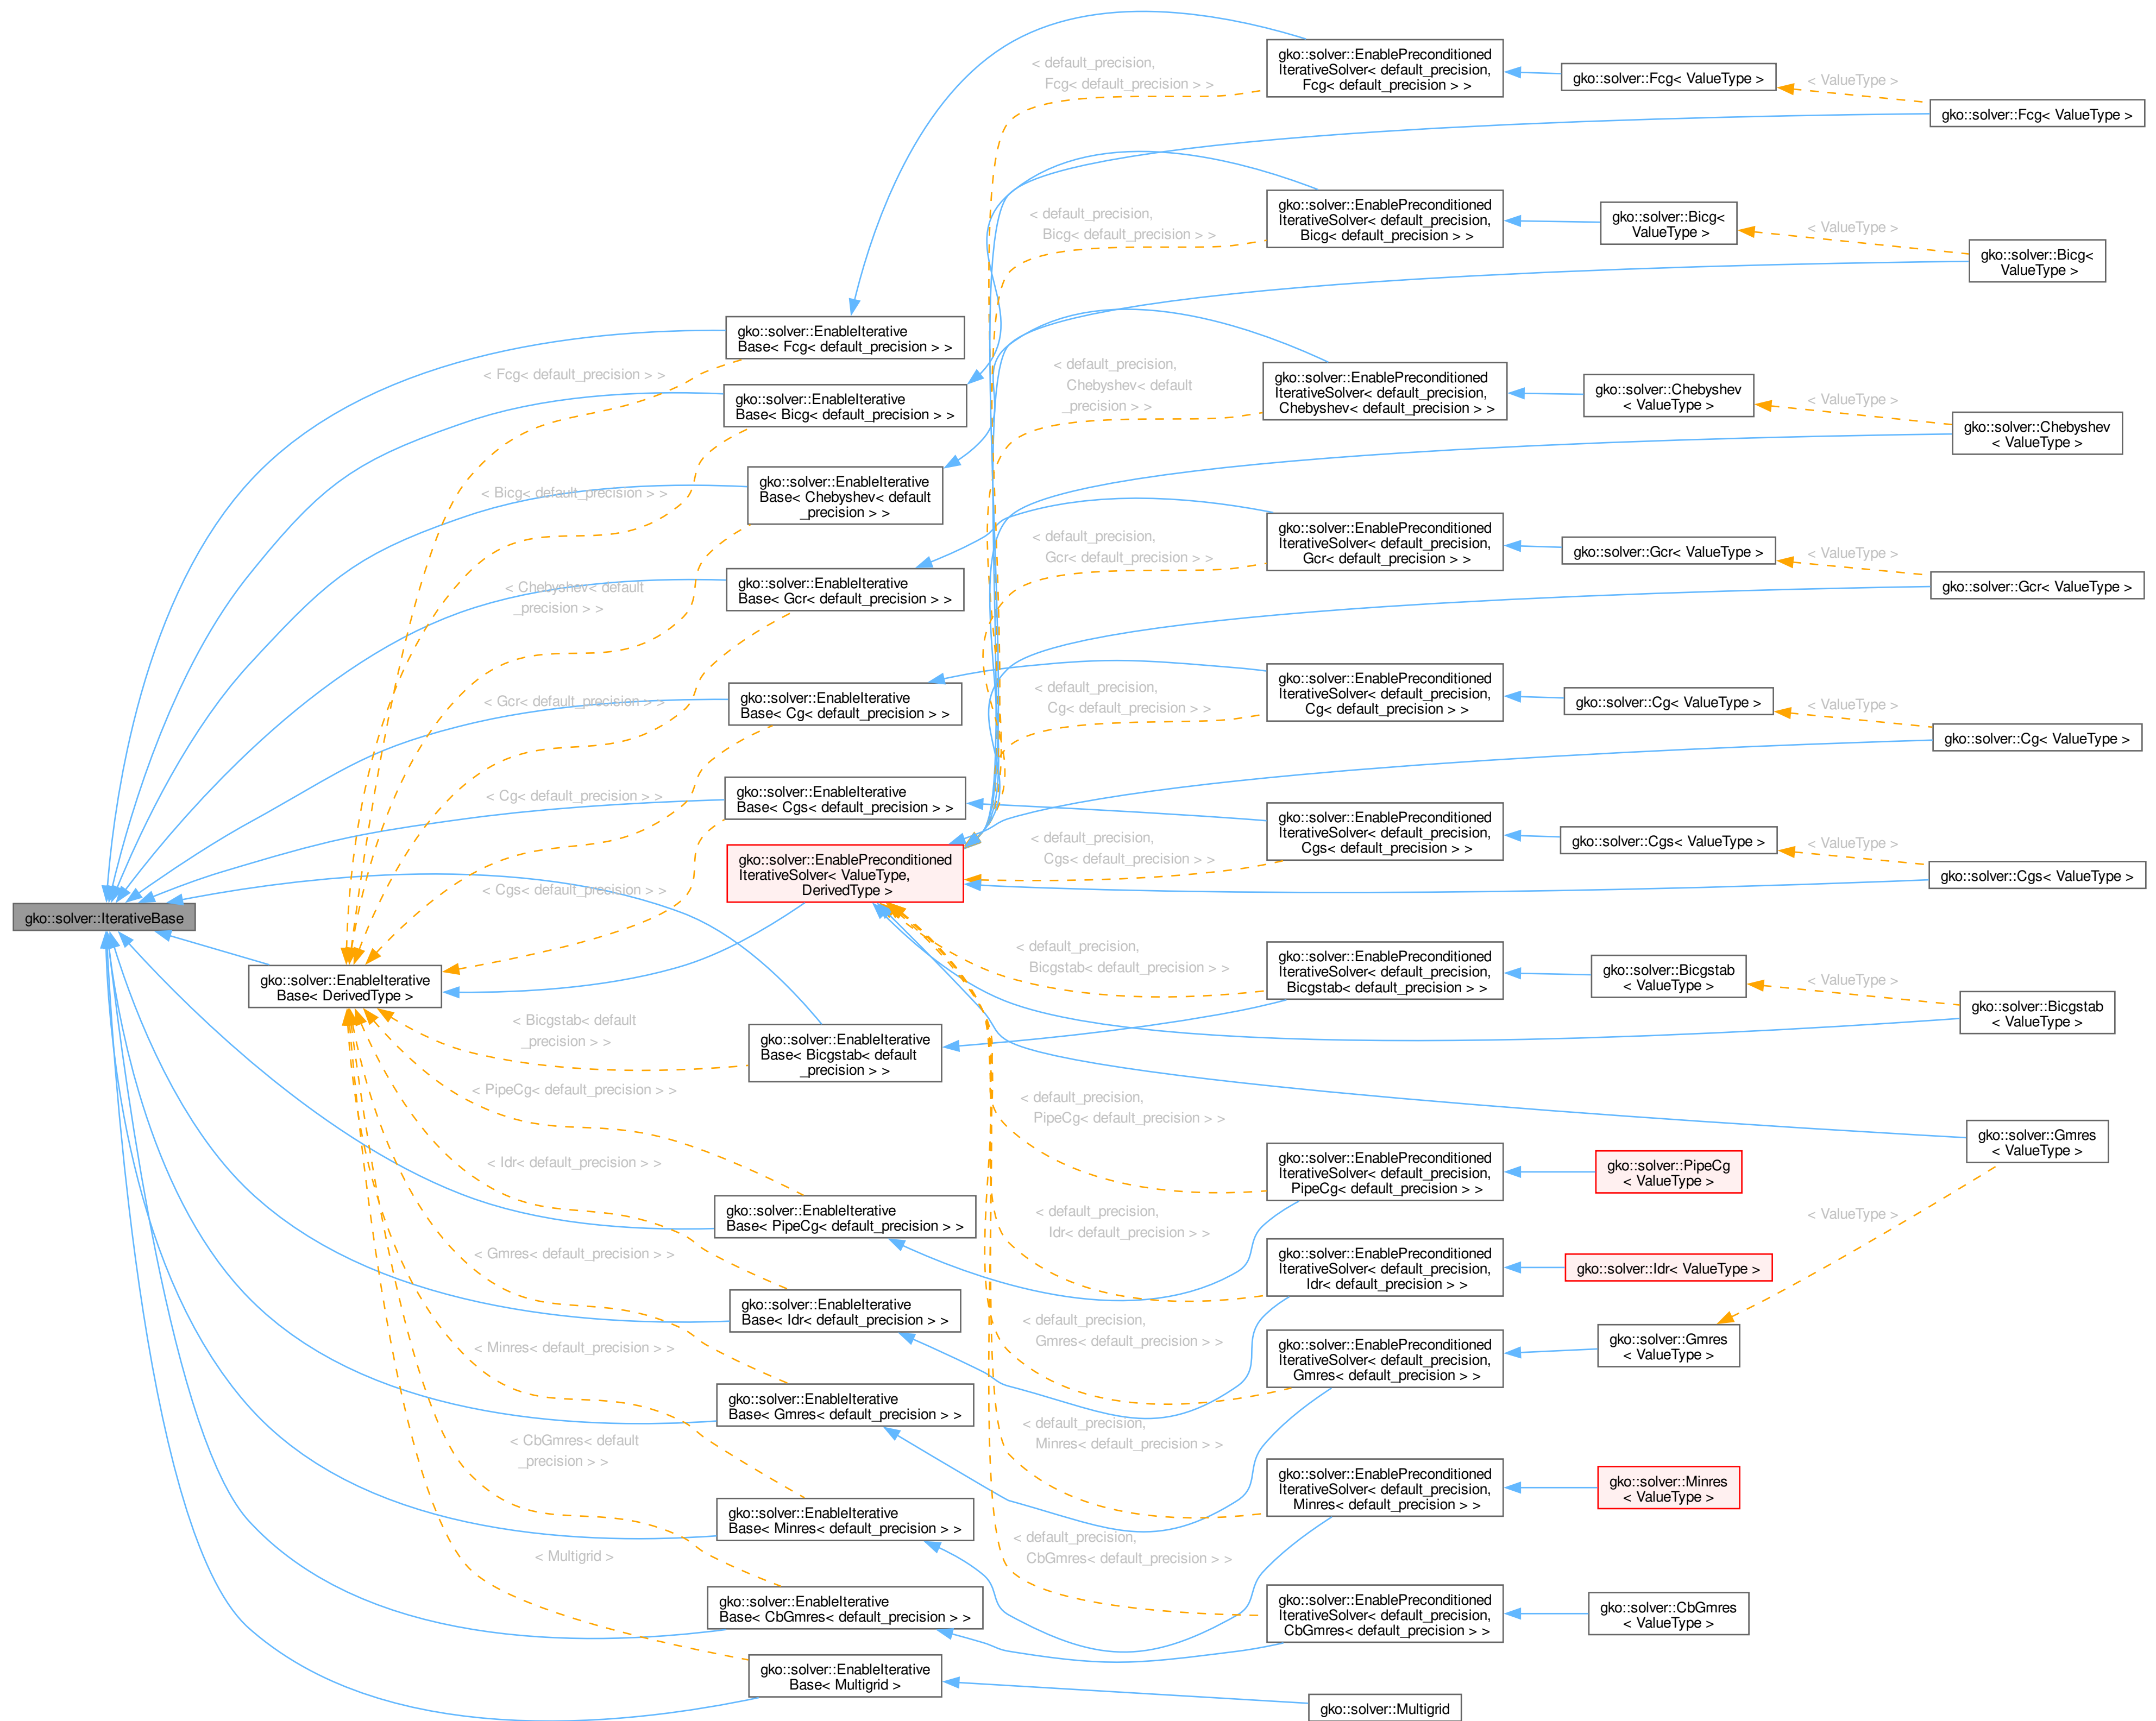 gko::solver::IterativeBase
gko::solver::EnableIterative
Base< DerivedType >
< Fcg< default_precision > >
< Bicg< default_precision > >
< Chebyshev< default
_precision > >
< Gcr< default_precision > >
< Cg< default_precision > >
< Cgs< default_precision > >
< Bicgstab< default
_precision > >
< PipeCg< default_precision > >
< Idr< default_precision > >
< Gmres< default_precision > >
< Minres< default_precision > >
< CbGmres< default
_precision > >
< Multigrid >
gko::solver::EnableIterative
Base< Fcg< default_precision > >
gko::solver::EnableIterative
Base< Bicg< default_precision > >
gko::solver::EnableIterative
Base< Chebyshev< default
_precision > >
gko::solver::EnableIterative
Base< Gcr< default_precision > >
gko::solver::EnableIterative
Base< Cg< default_precision > >
gko::solver::EnableIterative
Base< Cgs< default_precision > >
gko::solver::EnablePreconditioned
IterativeSolver< ValueType,
DerivedType >
gko::solver::EnableIterative
Base< Bicgstab< default
_precision > >
gko::solver::EnableIterative
Base< PipeCg< default_precision > >
gko::solver::EnableIterative
Base< Idr< default_precision > >
gko::solver::EnableIterative
Base< Gmres< default_precision > >
gko::solver::EnableIterative
Base< Minres< default_precision > >
gko::solver::EnableIterative
Base< CbGmres< default_precision > >
gko::solver::EnableIterative
Base< Multigrid >
< default_precision,
Fcg< default_precision > >
< default_precision,
Bicg< default_precision > >
< default_precision,
Chebyshev< default
_precision > >
< default_precision,
Gcr< default_precision > >
< default_precision,
Cg< default_precision > >
< default_precision,
Cgs< default_precision > >
< default_precision,
Bicgstab< default_precision > >
< default_precision,
PipeCg< default_precision > >
< default_precision,
Idr< default_precision > >
< default_precision,
Gmres< default_precision > >
< default_precision,
Minres< default_precision > >
< default_precision,
CbGmres< default_precision > >
gko::solver::EnablePreconditioned
IterativeSolver< default_precision,
Fcg< default_precision > >
gko::solver::EnablePreconditioned
IterativeSolver< default_precision,
Bicg< default_precision > >
gko::solver::EnablePreconditioned
IterativeSolver< default_precision,
Chebyshev< default_precision > >
gko::solver::EnablePreconditioned
IterativeSolver< default_precision,
Gcr< default_precision > >
gko::solver::EnablePreconditioned
IterativeSolver< default_precision,
Cg< default_precision > >
gko::solver::EnablePreconditioned
IterativeSolver< default_precision,
Cgs< default_precision > >
gko::solver::EnablePreconditioned
IterativeSolver< default_precision,
Bicgstab< default_precision > >
gko::solver::EnablePreconditioned
IterativeSolver< default_precision,
PipeCg< default_precision > >
gko::solver::EnablePreconditioned
IterativeSolver< default_precision,
Idr< default_precision > >
gko::solver::EnablePreconditioned
IterativeSolver< default_precision,
Gmres< default_precision > >
gko::solver::EnablePreconditioned
IterativeSolver< default_precision,
Minres< default_precision > >
gko::solver::EnablePreconditioned
IterativeSolver< default_precision,
CbGmres< default_precision > >
gko::solver::Multigrid
gko::solver::Fcg< ValueType >
gko::solver::Bicg<
ValueType >
gko::solver::Chebyshev
< ValueType >
gko::solver::Gcr< ValueType >
gko::solver::Cg< ValueType >
gko::solver::Cgs< ValueType >
gko::solver::Bicgstab
< ValueType >
gko::solver::PipeCg
< ValueType >
gko::solver::Idr< ValueType >
gko::solver::Gmres
< ValueType >
gko::solver::Minres
< ValueType >
gko::solver::CbGmres
< ValueType >
< ValueType >
< ValueType >
< ValueType >
< ValueType >
< ValueType >
< ValueType >
< ValueType >
< ValueType >
gko::solver::Fcg< ValueType >
gko::solver::Bicg<
ValueType >
gko::solver::Chebyshev
< ValueType >
gko::solver::Gcr< ValueType >
gko::solver::Cg< ValueType >
gko::solver::Cgs< ValueType >
gko::solver::Bicgstab
< ValueType >
gko::solver::Gmres
< ValueType >